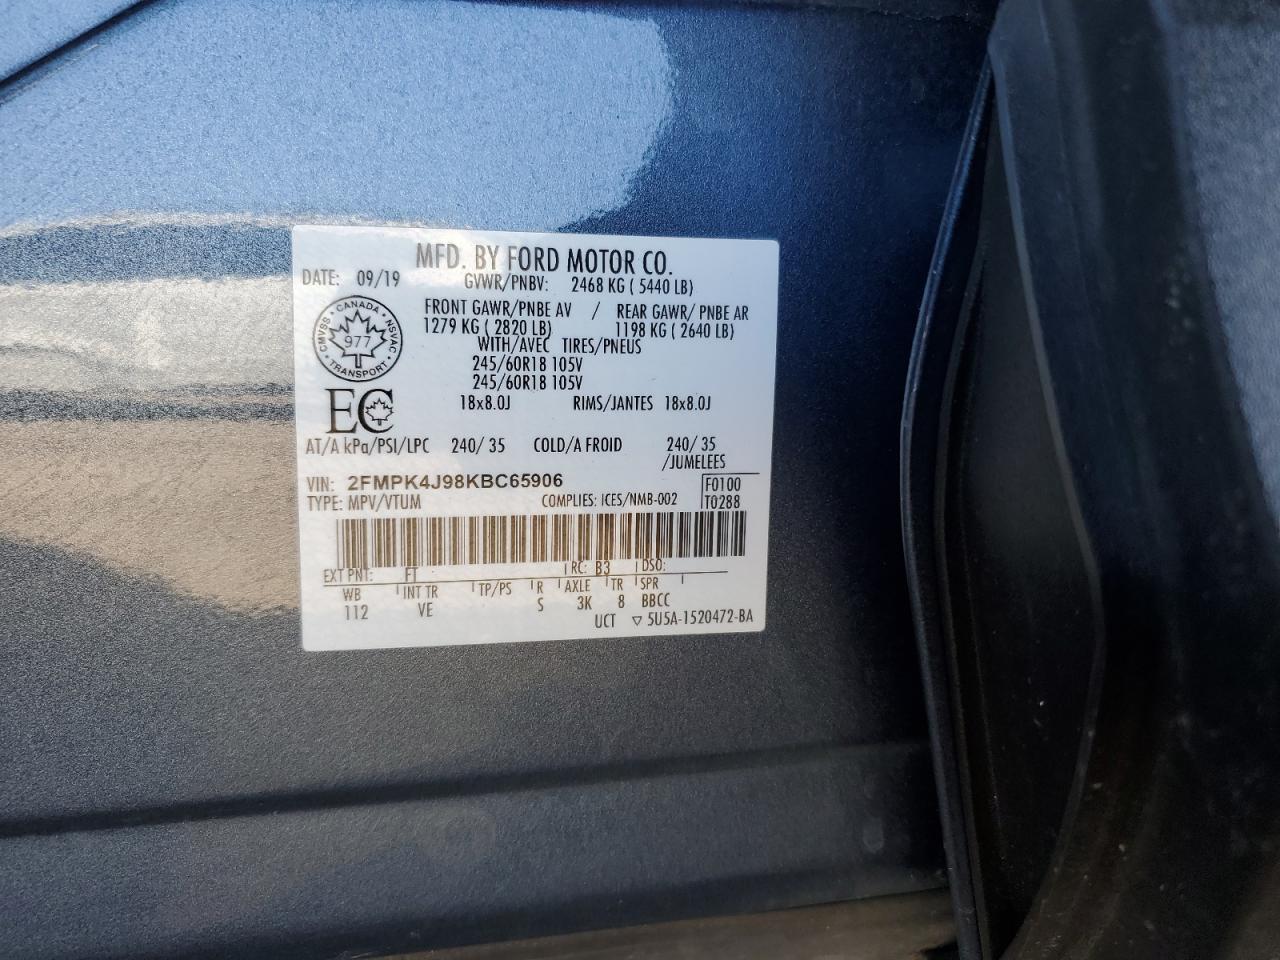 MFD. BY FORD MOTOR CO.
DATE: 09/19 GVWR/PNBV: 2468 KG ( 5440 LB)
FRONT GAWR/PNBE AV / REAR GAWR/ PNBE AR
1279 KG ( 2820 LB) 1198 KG ( 2640 LB)
WITH/AVEC TIRES/PNEUS
245/60R18 105V
245/60R18 105V
18x8.0J RIMS/JANTES 18x8.0J
CMVSS · CANADA · NSVAC · TRANSPORT ·
977
EC
AT/A kPa/PSI/LPC 240/ 35 COLD/A FROID 240/ 35
/JUMELEES
VIN: 2FMPK4J98KBC65906 F0100
TYPE: MPV/VTUM COMPLIES: ICES/NMB-002 T0288
EXT PNT: FT RC: B3 DSO:
WB INT TR TP/PS R AXLE TR SPR
112 VE S 3K 8 BBCC
UCT ▽ 5U5A-1520472-BA